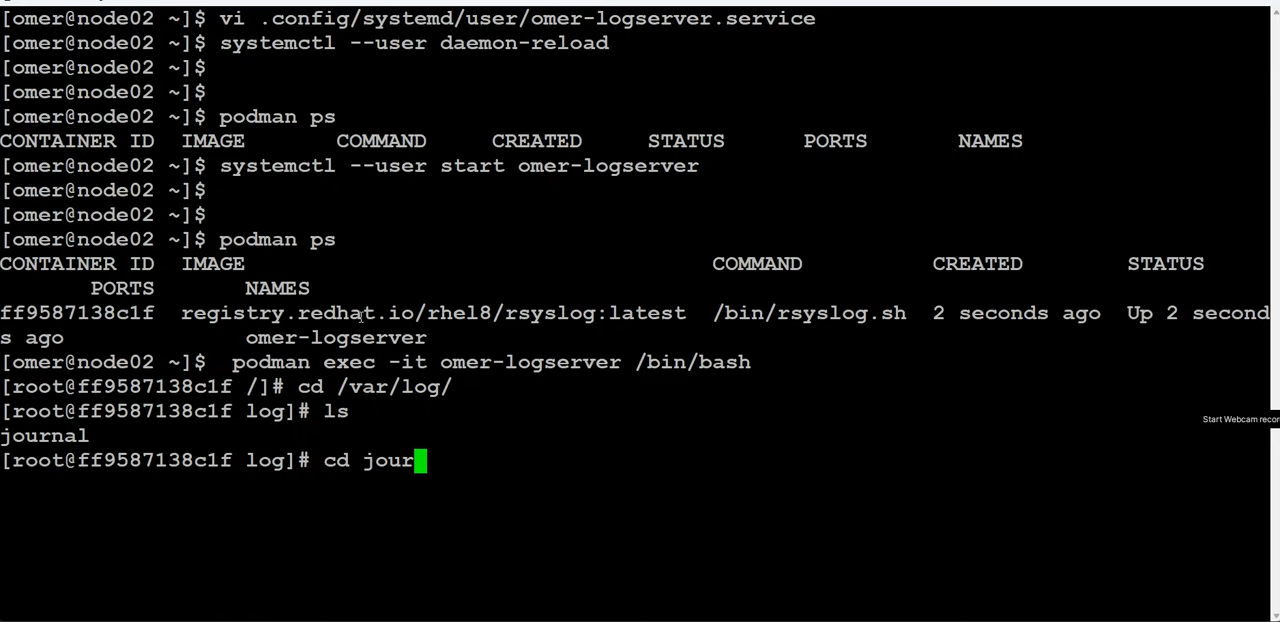 [omer@node02 ~]$ vi .config/systemd/user/omer-logserver.service
[omer@node02 ~]$ systemctl --user daemon-reload
[omer@node02 ~]$
[omer@node02 ~]$
[omer@node02 ~]$ podman ps
CONTAINER ID  IMAGE       COMMAND     CREATED     STATUS      PORTS       NAMES
[omer@node02 ~]$ systemctl --user start omer-logserver
[omer@node02 ~]$
[omer@node02 ~]$
[omer@node02 ~]$ podman ps
CONTAINER ID  IMAGE                                    COMMAND          CREATED        STATUS
       PORTS       NAMES
ff9587138c1f  registry.redhat.io/rhel8/rsyslog:latest  /bin/rsyslog.sh  2 seconds ago  Up 2 second
s ago              omer-logserver
[omer@node02 ~]$  podman exec -it omer-logserver /bin/bash
[root@ff9587138c1f /]# cd /var/log/
[root@ff9587138c1f log]# ls
Start Webcam recor
journal
[root@ff9587138c1f log]# cd jour